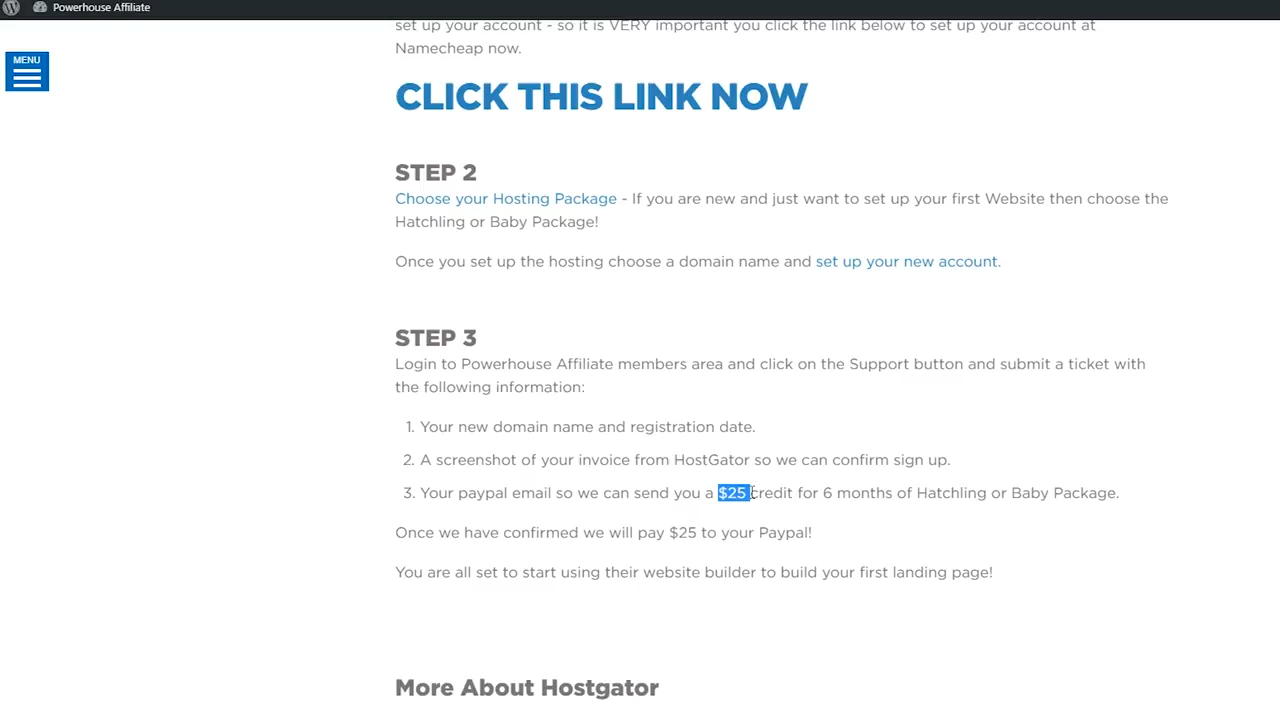 Powerhouse Affiliate
set up your account - so it is VERY important you click the link below to set up your account at
Namecheap now.
MENU
CLICK THIS LINK NOW
STEP 2
Choose your Hosting Package - If you are new and just want to set up your first Website then choose the
Hatchling or Baby Package!
Once you set up the hosting choose a domain name and set up your new account.
STEP 3
Login to Powerhouse Affiliate members area and click on the Support button and submit a ticket with
the following information:
1. Your new domain name and registration date.
2. A screenshot of your invoice from HostGator so we can confirm sign up.
3. Your paypal email so we can send you a $25 credit for 6 months of Hatchling or Baby Package.
Once we have confirmed we will pay $25 to your Paypal!
You are all set to start using their website builder to build your first landing page!
More About Hostgator